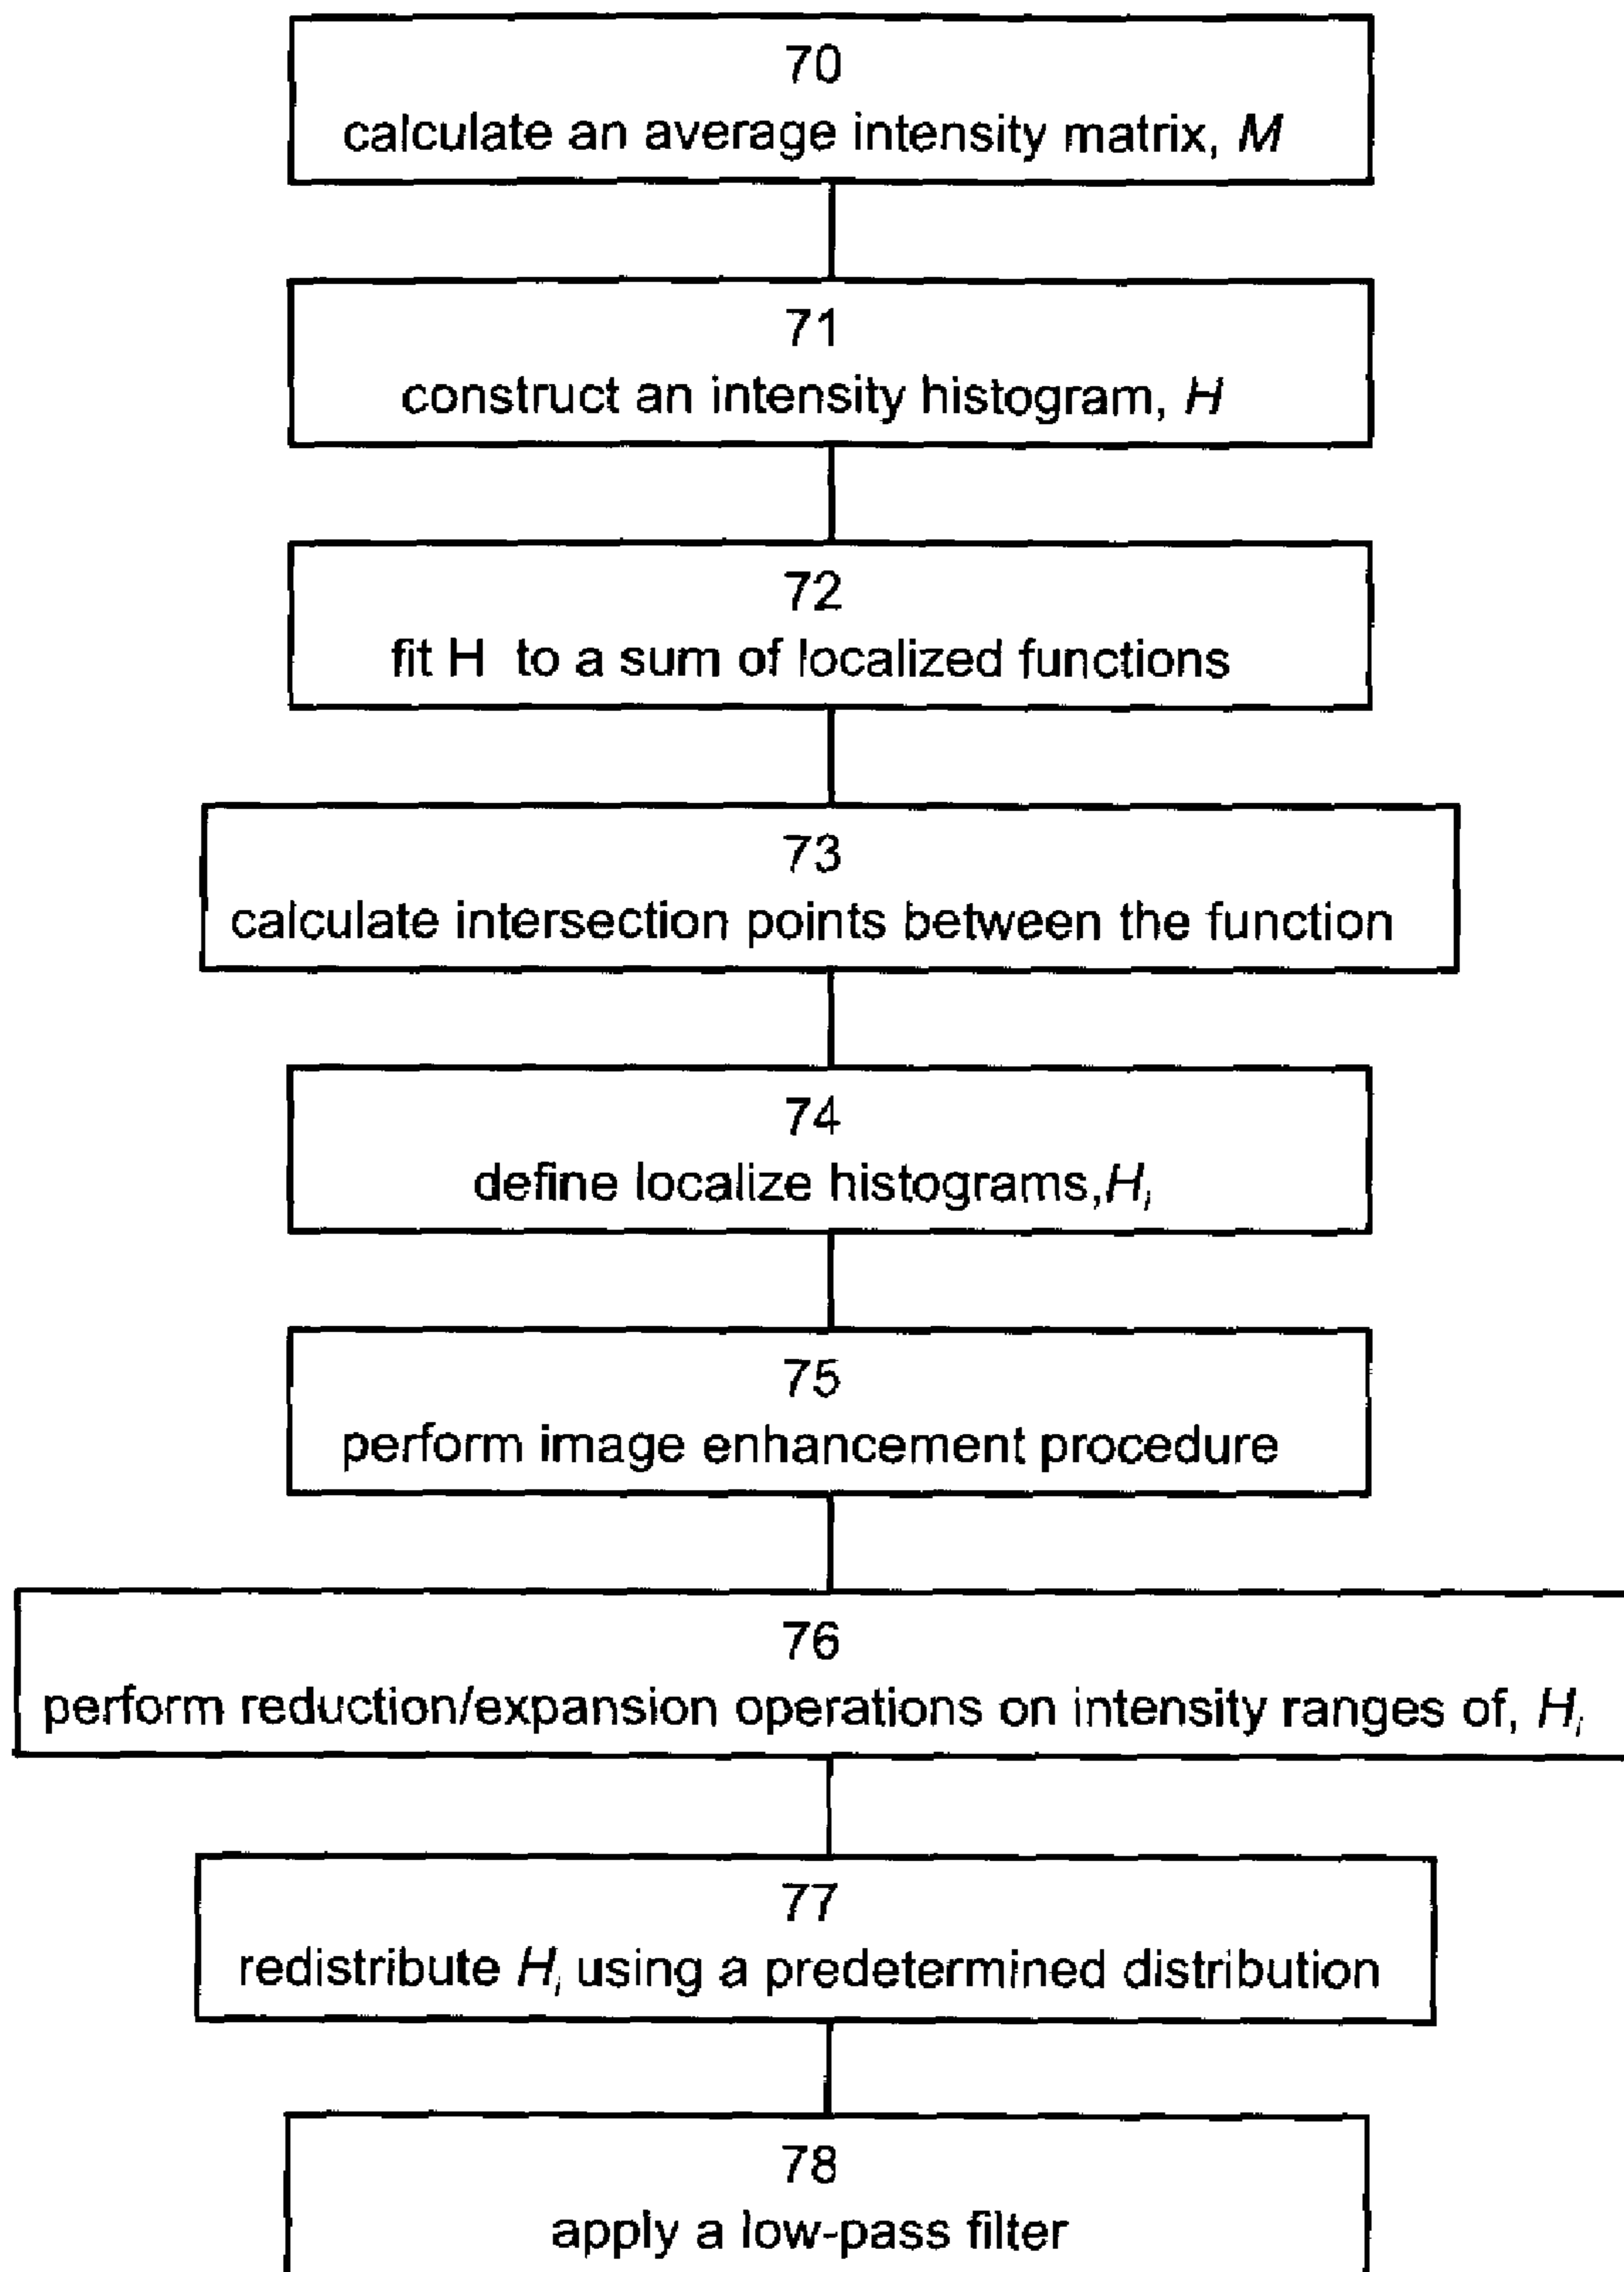 70
calculate an average intensity matrix, M
71
construct an intensity histogram, H
72
fit H to a sum of localized functions
73
calculate intersection points between the function
74
define localize histograms,Hi
75
perform image enhancement procedure
76
perform reduction/expansion operations on intensity ranges of, Hi
77
redistribute Hi using a predetermined distribution
78
apply a low-pass filter